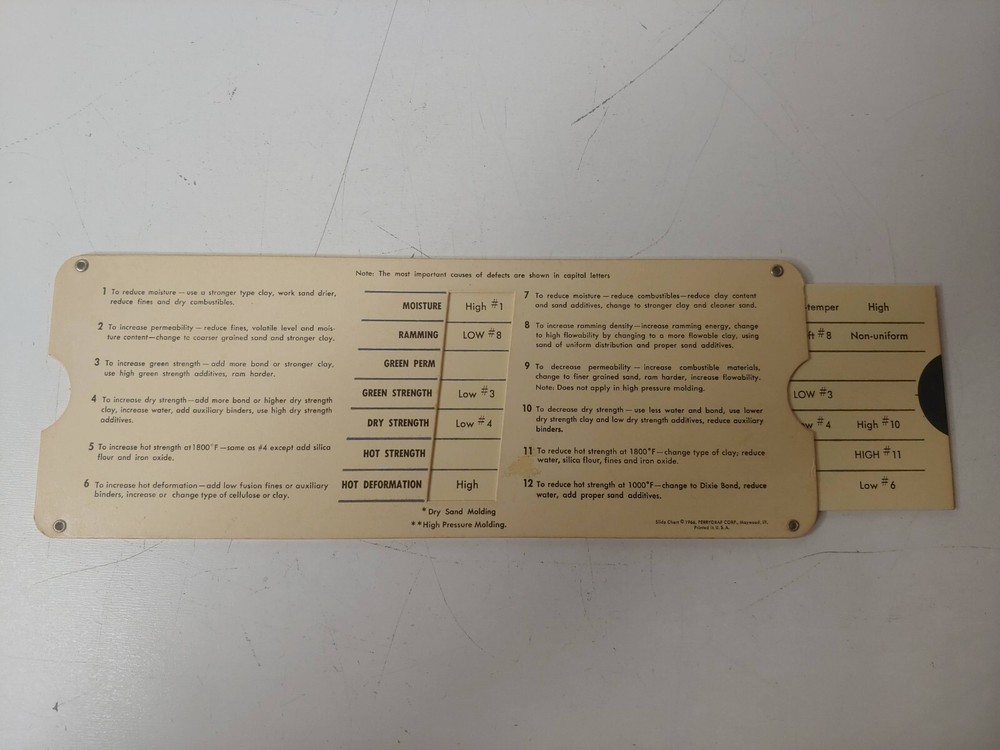 Note: The most important causes of defects are shown in capital letters
1 To reduce moisture — use a stronger type clay, work sand drier,
reduce fines and dry combustibles.
2 To increase permeability — reduce fines, volatile level and mois-
ture content—change to coarser grained sand and stronger clay.
3 To increase green strength — add more bond or stronger clay,
use high green strength additives, ram harder.
4 To increase dry strength—add more bond or higher dry strength
clay, increase water, add auxiliary binders, use high dry strength
additives.
5 To increase hot strength at 1800°F —same as #4 except add silica
flour and iron oxide.
6 To increase hot deformation—add low fusion fines or auxiliary
binders, increase or change type of cellulose or clay.
MOISTURE High #1
RAMMING LOW #8
GREEN PERM
GREEN STRENGTH Low #3
DRY STRENGTH Low #4
HOT STRENGTH
HOT DEFORMATION High
* Dry Sand Molding
**High Pressure Molding.
7 To reduce moisture — reduce combustibles—reduce clay content
and sand additives, change to stronger clay and cleaner sand.
8 To increase ramming density—increase ramming energy, change
to high flowability by changing to a more flowable clay, using
sand of uniform distribution and proper sand additives.
9 To decrease permeability — increase combustible materials,
change to finer grained sand, ram harder, increase flowability.
Note: Does not apply in high pressure molding.
10 To decrease dry strength — use less water and bond, use lower
dry strength clay and low dry strength additives, reduce auxiliary
binders.
11 To reduce hot strength at 1800°F — change type of clay; reduce
water, silica flour, fines and iron oxide.
12 To reduce hot strength at 1000°F—change to Dixie Bond, reduce
water, add proper sand additives.
Slide Chart © 1966, PERRYGRAF CORP., Maywood, Ill.
Printed in U.S.A.
-temper High
ft #8 Non-uniform
LOW #3
w #4 High #10
HIGH #11
Low #6